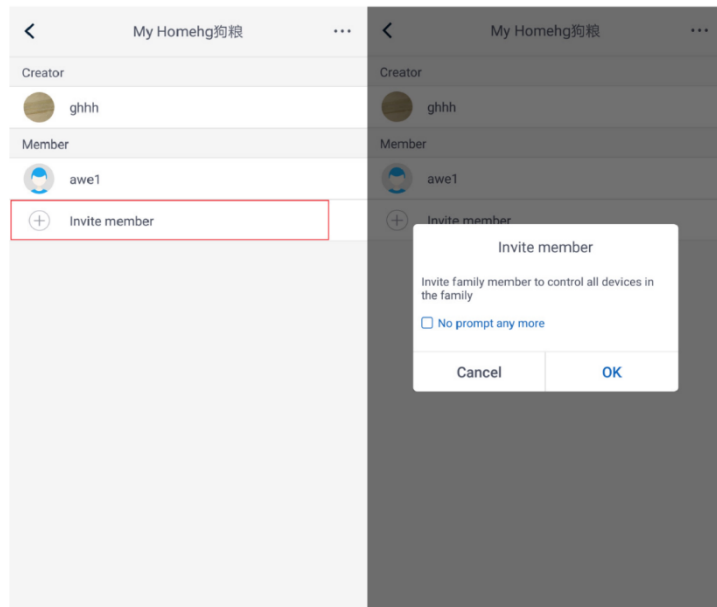 My Homehg狗粮
Creator
ghhh
Member
awe1
Invite member
My Homehg狗粮
Creator
ghhh
Member
awe1
Invite member
Invite member
Invite family member to control all devices in
the family
No prompt any more
Cancel
OK